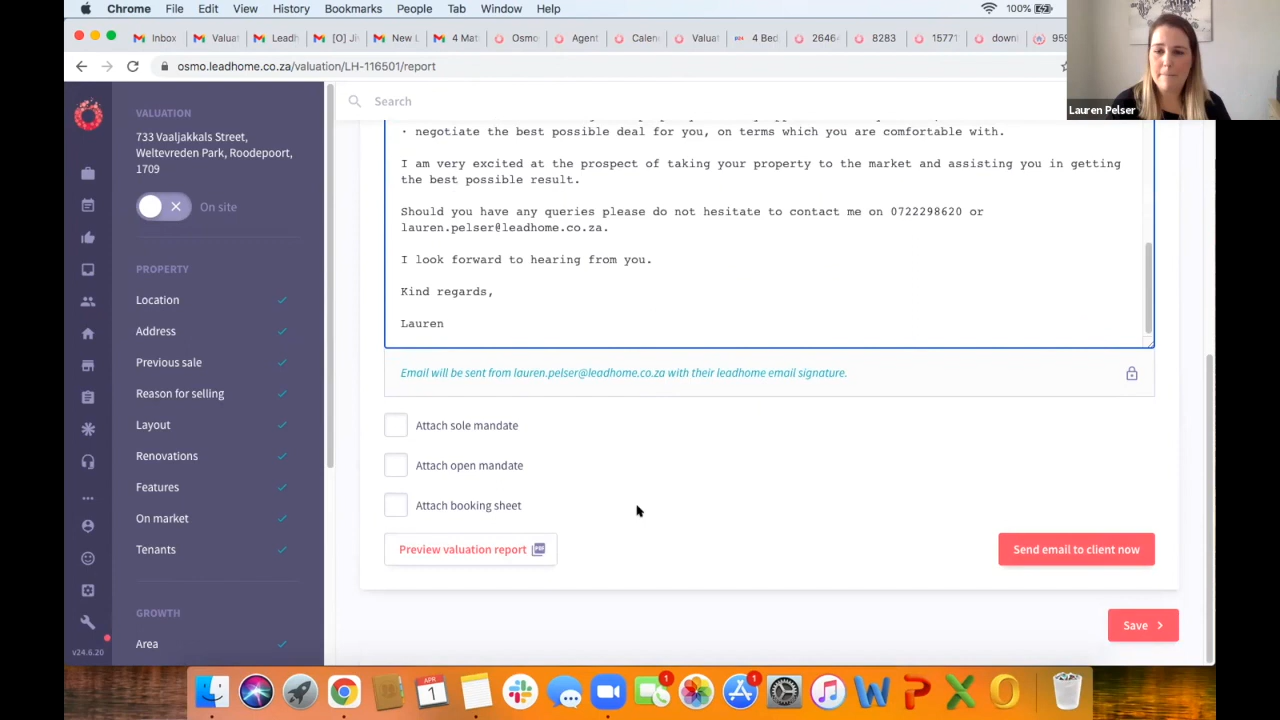 Chrome File Edit View History Bookmarks People Tab Window Help 100%
Inbox Valuat Leadh [O] Ji New L 4 Mat Osmo Agent Calen Valuat 4 Bed 2646 8283 15771 down 959
osmo.leadhome.co.za/valuation/LH-116501/report
Lauren Pelser
VALUATION
733 Vaaljakkals Street,
Weltevreden Park, Roodepoort,
1709
On site
PROPERTY
Location
Address
Previous sale
Reason for selling
Layout
Renovations
Features
On market
Tenants
GROWTH
Area
v24.6.20
Search
· negotiate the best possible deal for you, on terms which you are comfortable with.
I am very excited at the prospect of taking your property to the market and assisting you in getting
the best possible result.
Should you have any queries please do not hesitate to contact me on 0722298620 or
lauren.pelser@leadhome.co.za.
I look forward to hearing from you.
Kind regards,
Lauren
Email will be sent from lauren.pelser@leadhome.co.za with their leadhome email signature.
Attach sole mandate
Attach open mandate
Attach booking sheet
Preview valuation report PDF
Send email to client now
Save
APR
1
1
1